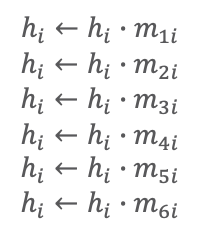 hᵢ ← hᵢ · m₁ᵢ
hᵢ ← hᵢ · m₂ᵢ
hᵢ ← hᵢ · m₃ᵢ
hᵢ ← hᵢ · m₄ᵢ
hᵢ ← hᵢ · m₅ᵢ
hᵢ ← hᵢ · m₆ᵢ